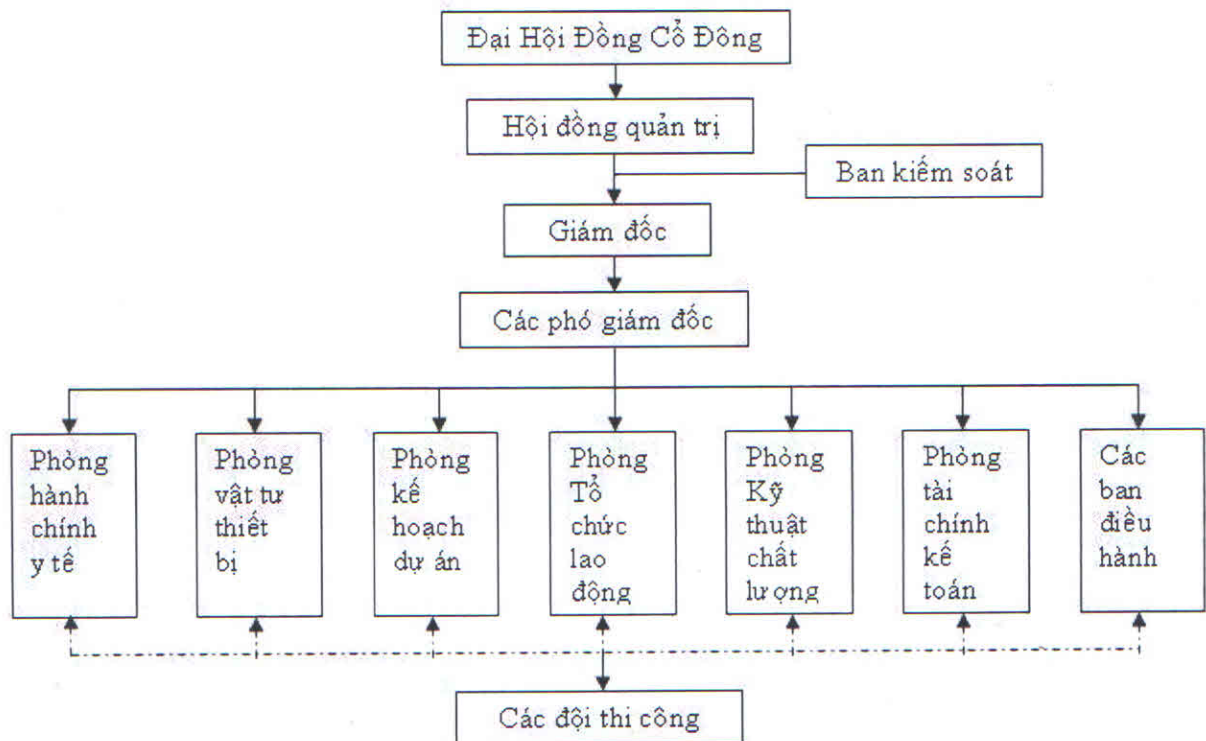 Đại Hội Đồng Cổ Đông
Hội đồng quản trị
Ban kiểm soát
Giám đốc
Các phó giám đốc
Phòng
hành
chính
y tế
Phòng
vật tư
thiết
bị
Phòng
kế
hoạch
dự án
Phòng
Tổ
chức
lao
động
Phòng
Kỹ
thuật
chất
lượng
Phòng
tài
chính
kế
toán
Các
ban
điều
hành
Các đội thi công